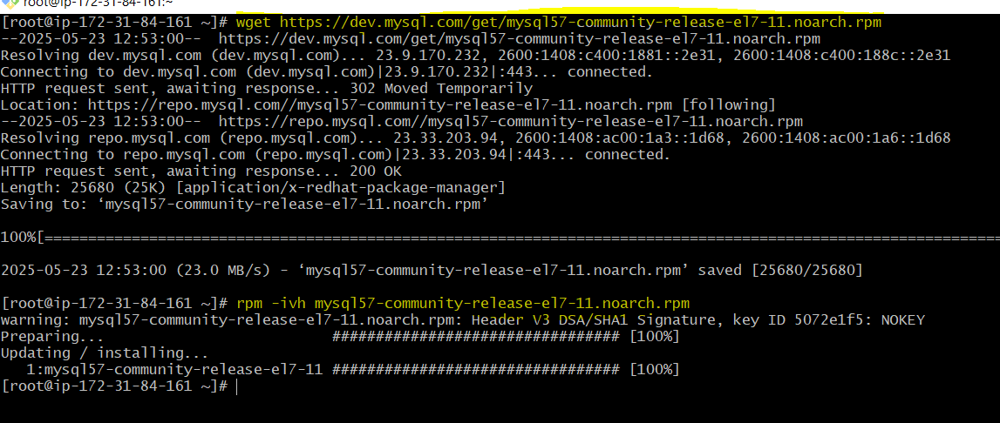 root@ip-172-31-84-161:~
[root@ip-172-31-84-161 ~]# wget https://dev.mysql.com/get/mysql57-community-release-el7-11.noarch.rpm
--2025-05-23 12:53:00--  https://dev.mysql.com/get/mysql57-community-release-el7-11.noarch.rpm
Resolving dev.mysql.com (dev.mysql.com)... 23.9.170.232, 2600:1408:c400:1881::2e31, 2600:1408:c400:188c::2e31
Connecting to dev.mysql.com (dev.mysql.com)|23.9.170.232|:443... connected.
HTTP request sent, awaiting response... 302 Moved Temporarily
Location: https://repo.mysql.com//mysql57-community-release-el7-11.noarch.rpm [following]
--2025-05-23 12:53:00--  https://repo.mysql.com//mysql57-community-release-el7-11.noarch.rpm
Resolving repo.mysql.com (repo.mysql.com)... 23.33.203.94, 2600:1408:ac00:1a3::1d68, 2600:1408:ac00:1a6::1d68
Connecting to repo.mysql.com (repo.mysql.com)|23.33.203.94|:443... connected.
HTTP request sent, awaiting response... 200 OK
Length: 25680 (25K) [application/x-redhat-package-manager]
Saving to: ‘mysql57-community-release-el7-11.noarch.rpm’
100%[==============================================================================================================
2025-05-23 12:53:00 (23.0 MB/s) - ‘mysql57-community-release-el7-11.noarch.rpm’ saved [25680/25680]
[root@ip-172-31-84-161 ~]# rpm -ivh mysql57-community-release-el7-11.noarch.rpm
warning: mysql57-community-release-el7-11.noarch.rpm: Header V3 DSA/SHA1 Signature, key ID 5072e1f5: NOKEY
Preparing...                          ################################# [100%]
Updating / installing...
   1:mysql57-community-release-el7-11 ################################# [100%]
[root@ip-172-31-84-161 ~]#